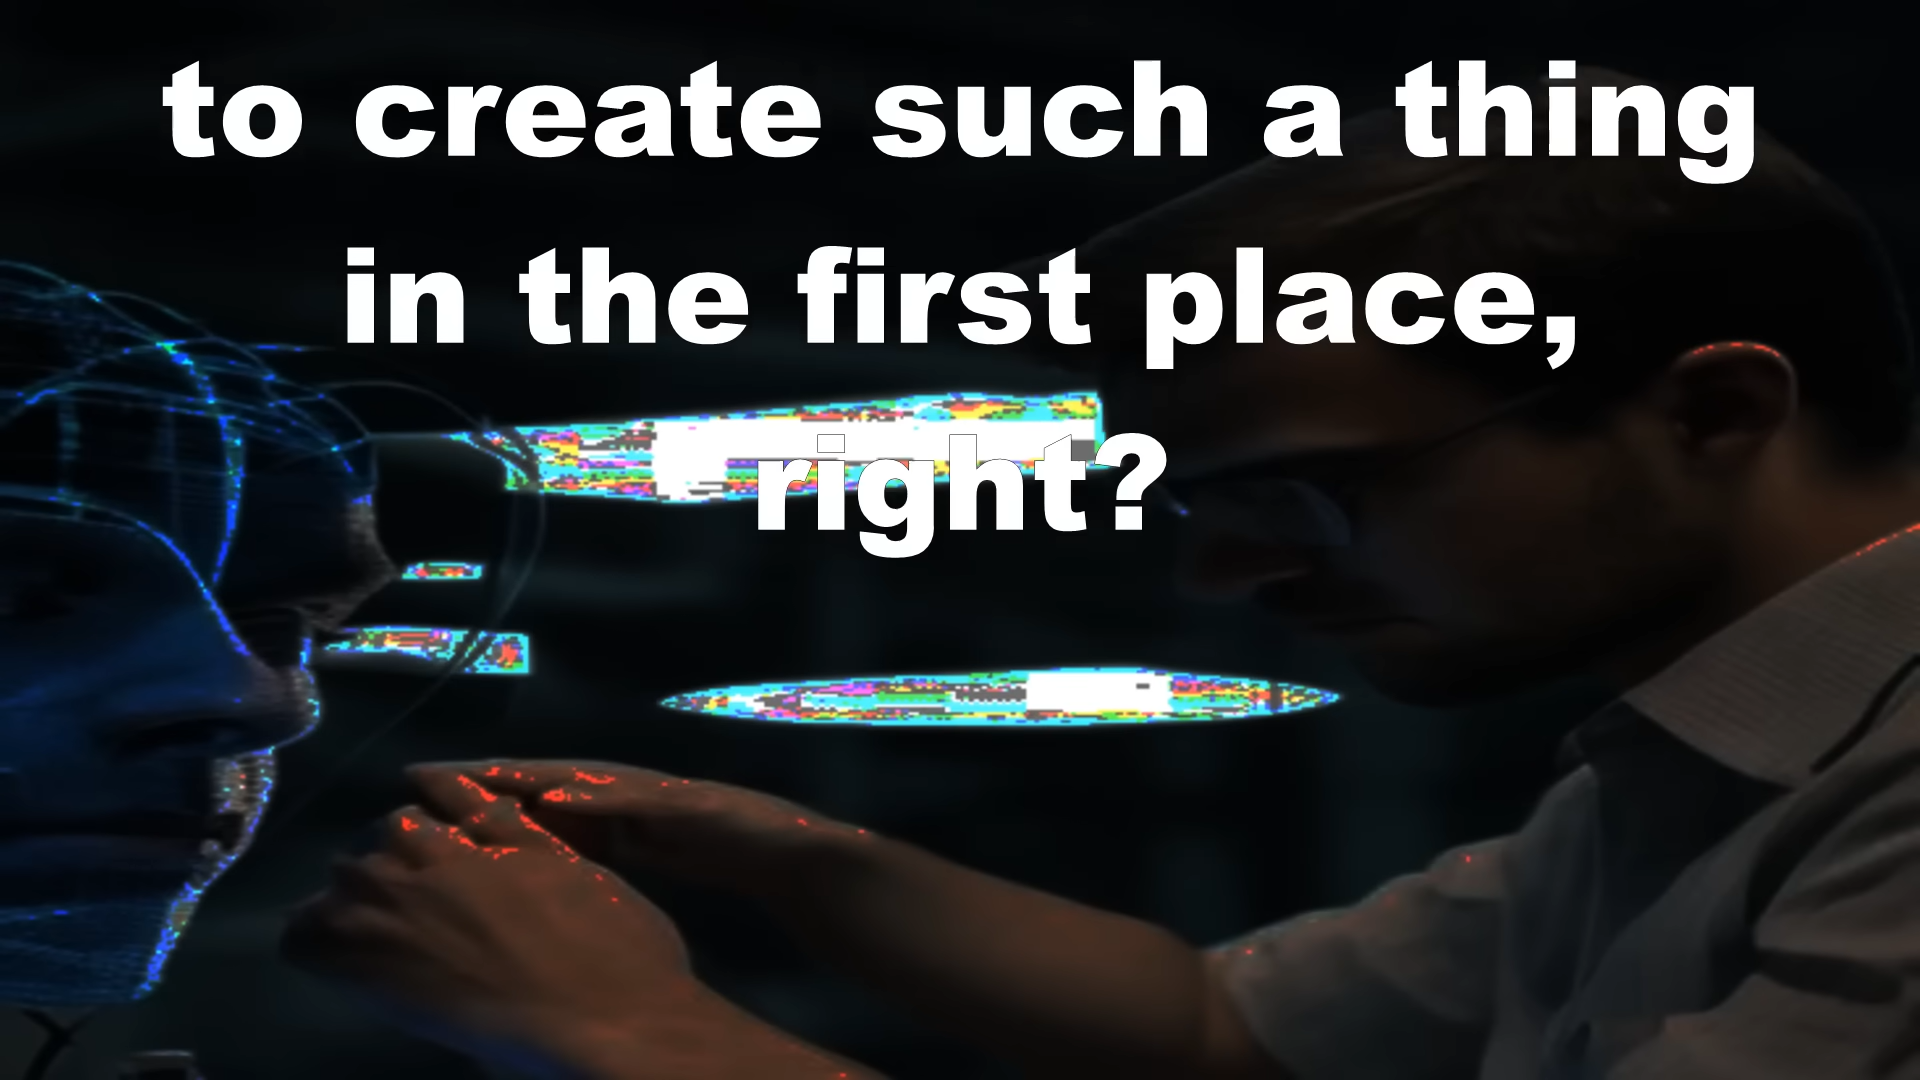 to create such a thing
in the first place,
right?